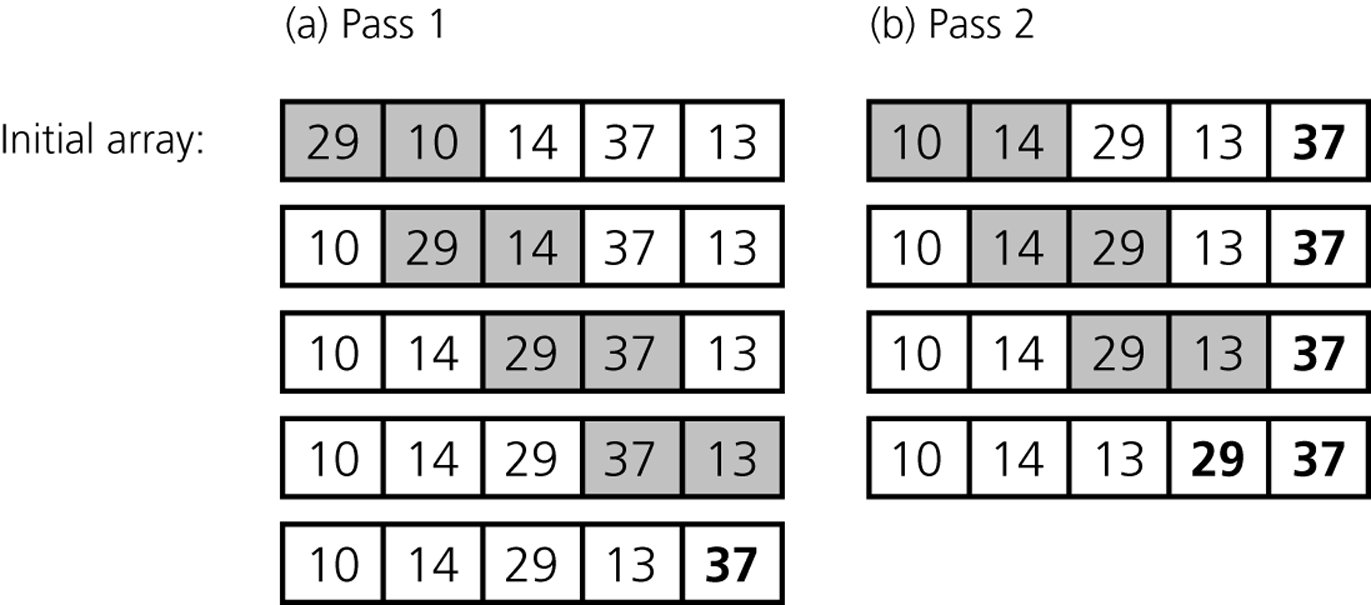 (a) Pass 1
(b) Pass 2
Initial array:
29 10 14 37 13
10 29 14 37 13
10 14 29 37 13
10 14 29 37 13
10 14 29 13 37
10 14 29 13 37
10 14 29 13 37
10 14 29 13 37
10 14 13 29 37